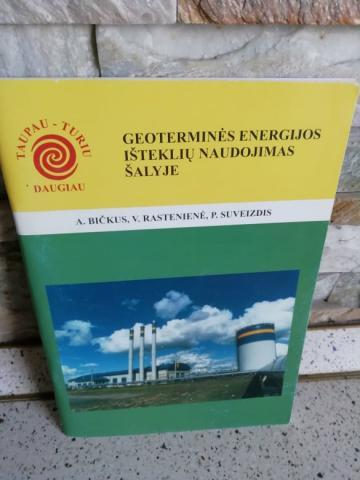 TAUPAU - TURIU
DAUGIAU
GEOTERMINĖS ENERGIJOS
IŠTEKLIŲ NAUDOJIMAS
ŠALYJE
A. BIČKUS, V. RASTENIENĖ, P. SUVEIZDIS